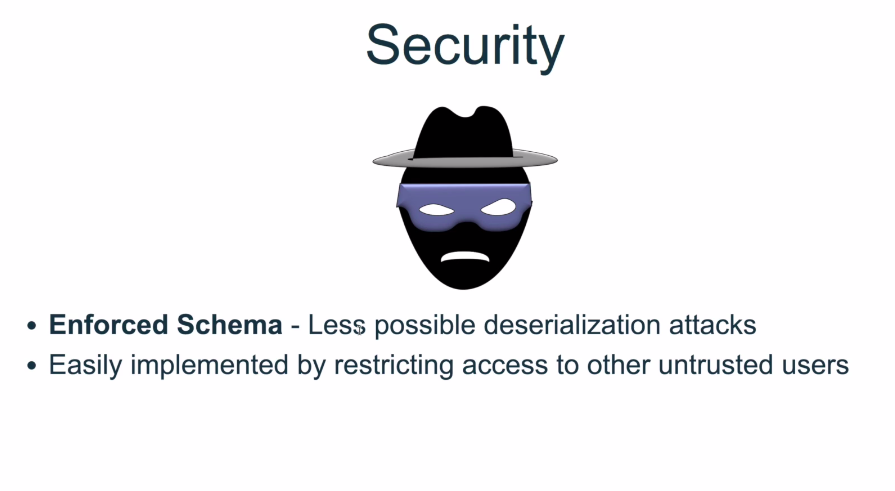 Security
• Enforced Schema - Less possible deserialization attacks
• Easily implemented by restricting access to other untrusted users